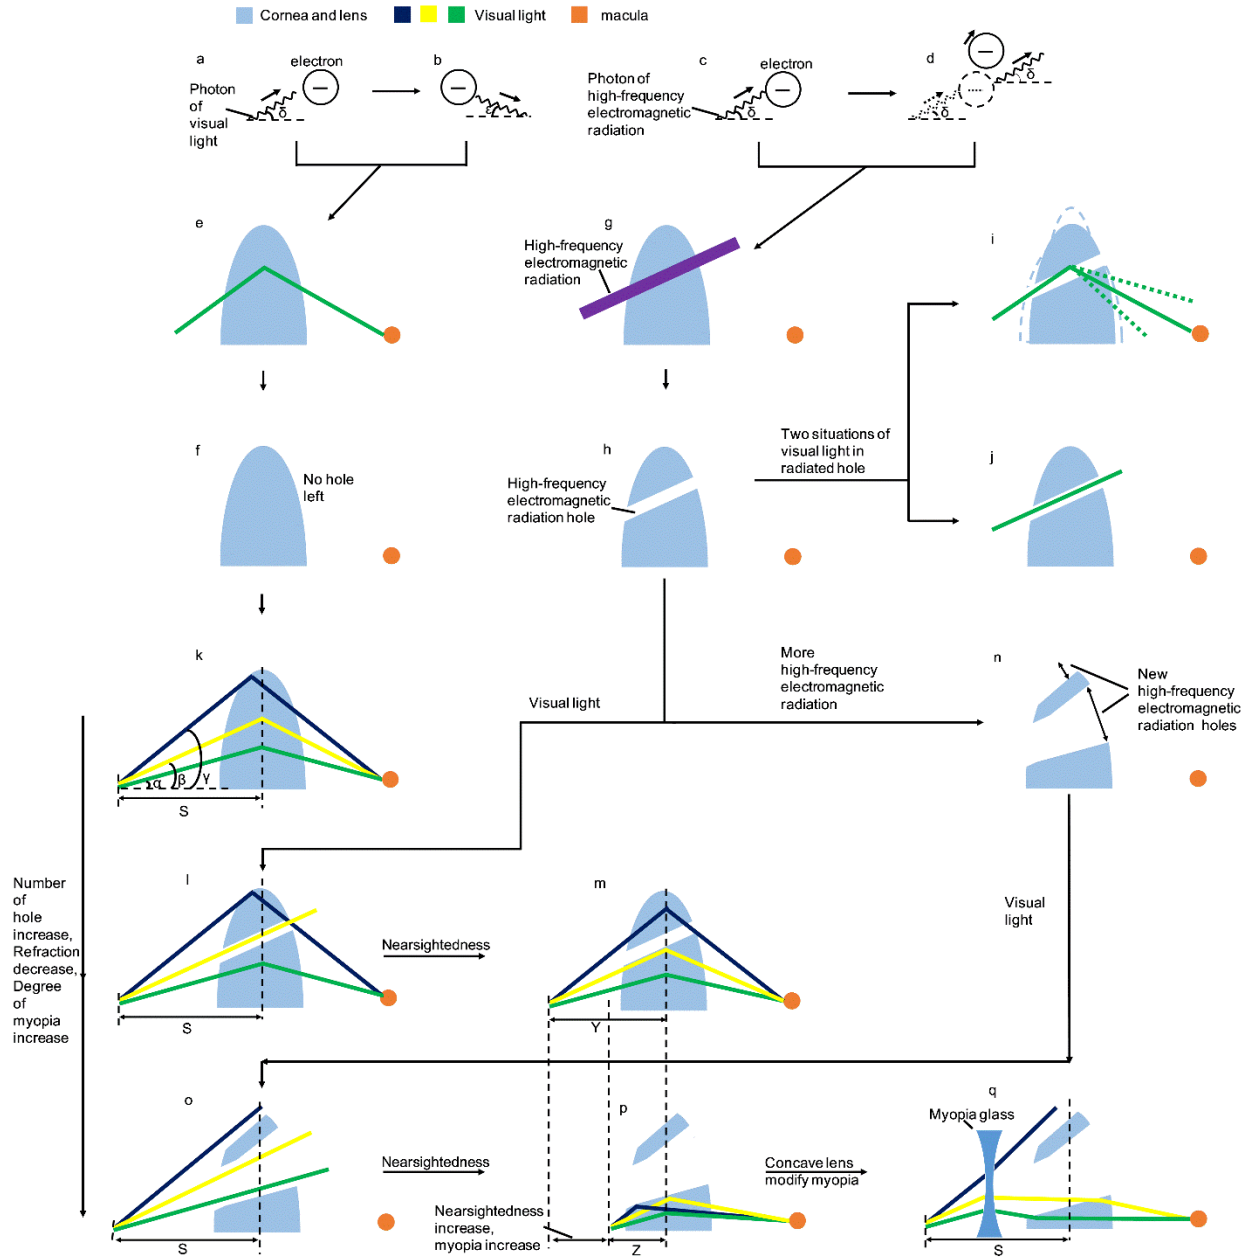 Cornea and lens
Visual light
macula
a
electron
b
Photon
of
visual
light
δ
ε
c
electron
d
Photon of
high-frequency
electromagnetic
radiation
δ
δ
δ
e
g
High-frequency
electromagnetic
radiation
i
f
No hole
left
h
High-frequency
electromagnetic
radiation hole
Two situations of
visual light in
radiated hole
j
k
α
β
γ
S
Visual light
More
high-frequency
electromagnetic
radiation
n
New
high-frequency
electromagnetic
radiation holes
Number
of
hole
increase,
Refraction
decrease,
Degree
of
myopia
increase
l
S
Nearsightedness
m
Y
Visual
light
o
S
Nearsightedness
p
Nearsightedness
increase,
myopia increase
Z
Concave lens
modify myopia
q
Myopia glass
S